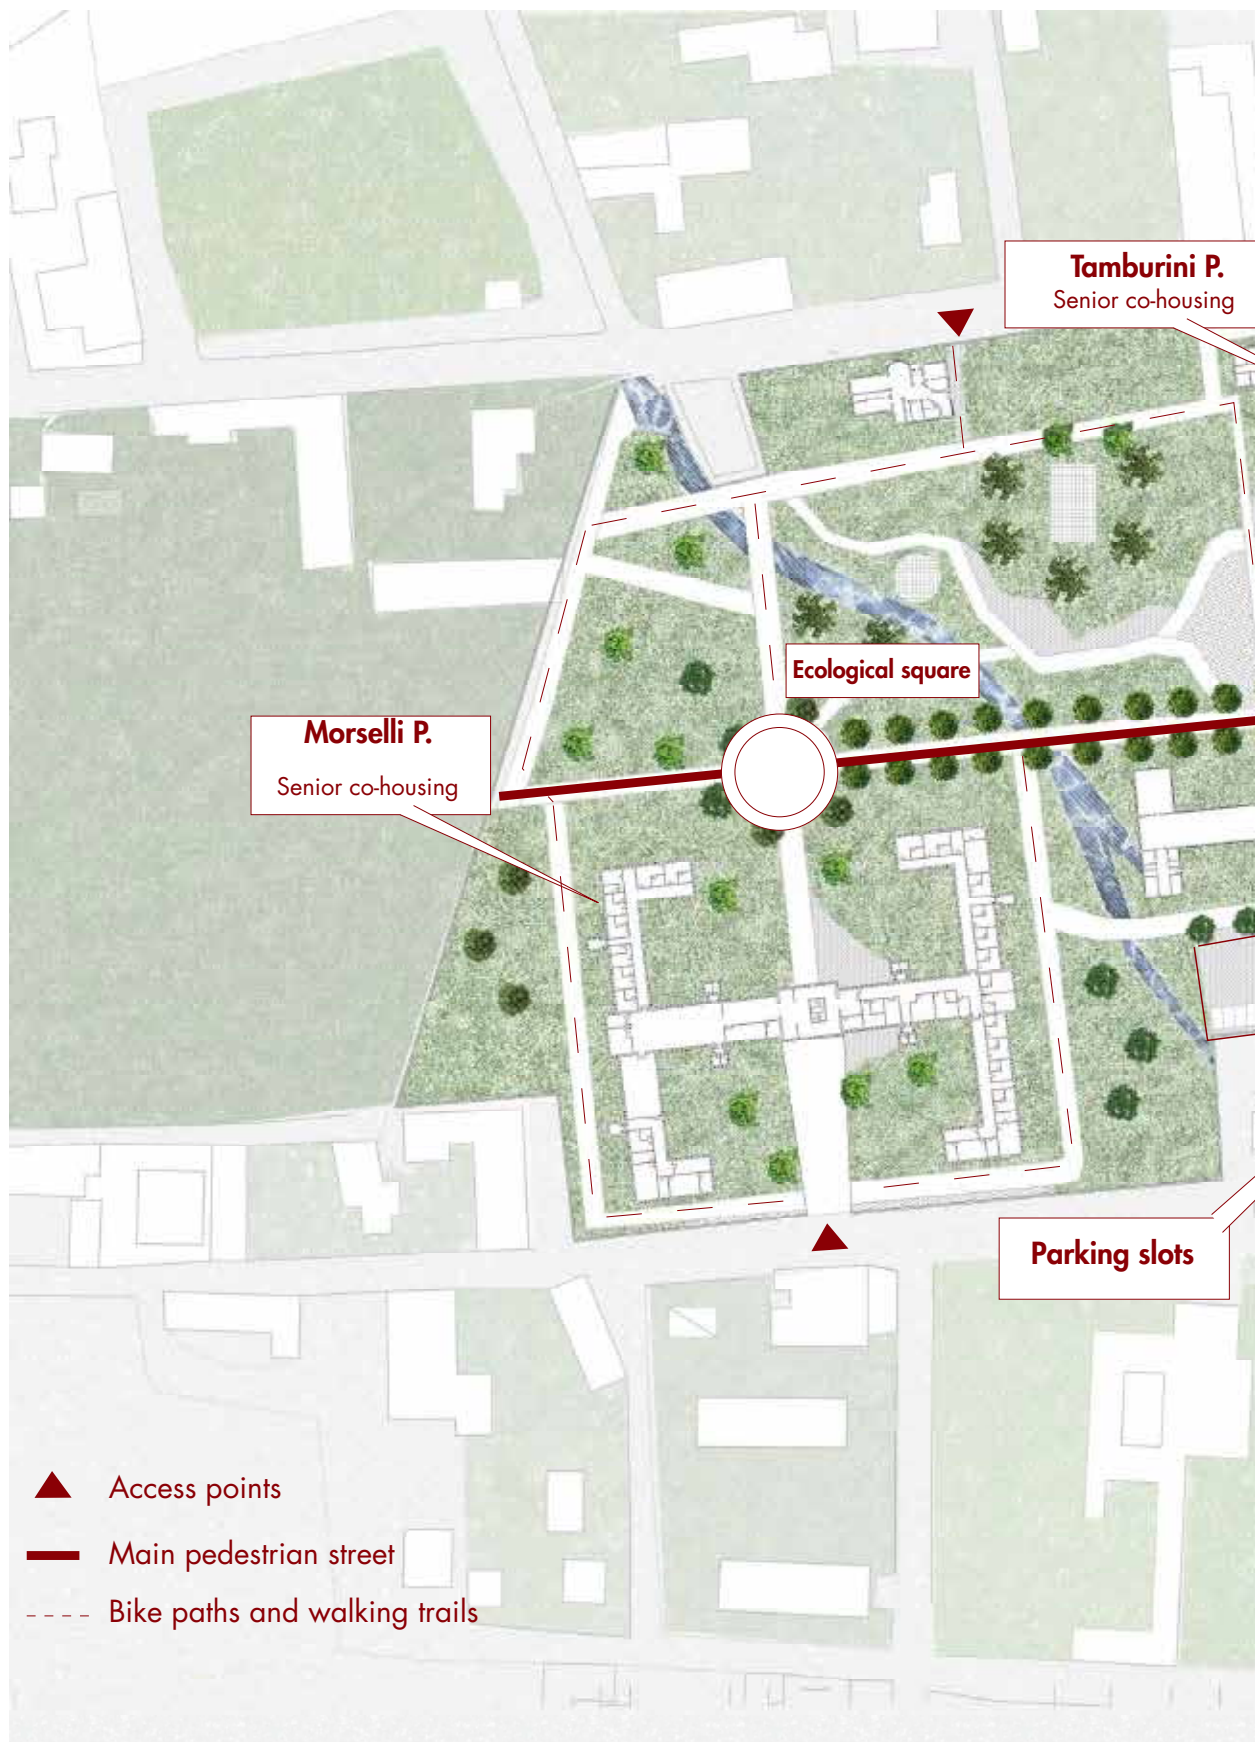 Tamburini P.
Senior co-housing
Ecological square
Morselli P.
Senior co-housing
Parking slots
Access points
Main pedestrian street
Bike paths and walking trails